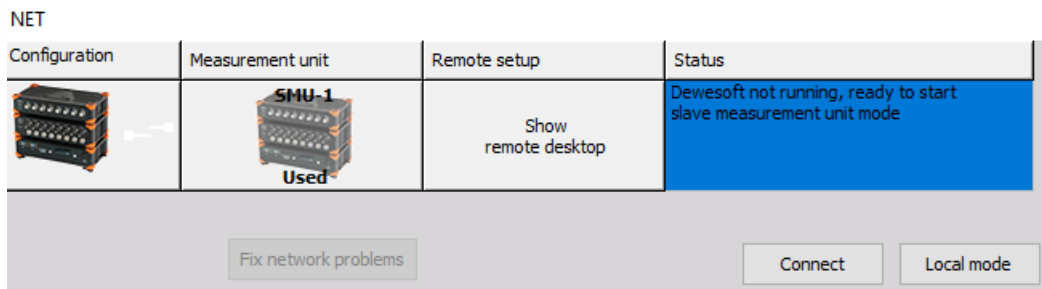 NET
Configuration
Measurement unit
Remote setup
Status
SMU-1
Used
Show
remote desktop
Dewesoft not running, ready to start
slave measurement unit mode
Fix network problems
Connect
Local mode